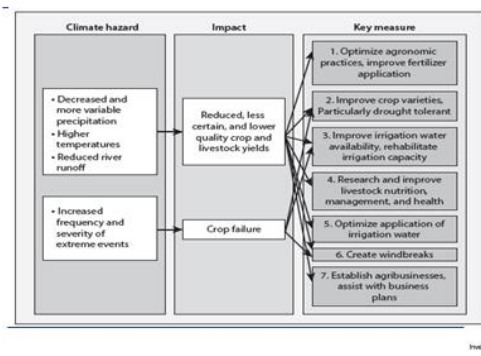 Climate hazard
Impact
Key measure
• Decreased and
more variable
precipitation
• Higher
temperatures
• Reduced river
runoff
• Increased
frequency and
severity of
extreme events
Reduced, less
certain, and lower
quality crop and
livestock yields
Crop failure
1. Optimize agronomic
practices, improve fertilizer
application
2. Improve crop varieties,
Particularly drought tolerant
3. Improve irrigation water
availability, rehabilitate
irrigation capacity
4. Research and improve
livestock nutrition,
management, and health
5. Optimize application of
irrigation water
6. Create windbreaks
7. Establish agribusinesses,
assist with business
plans